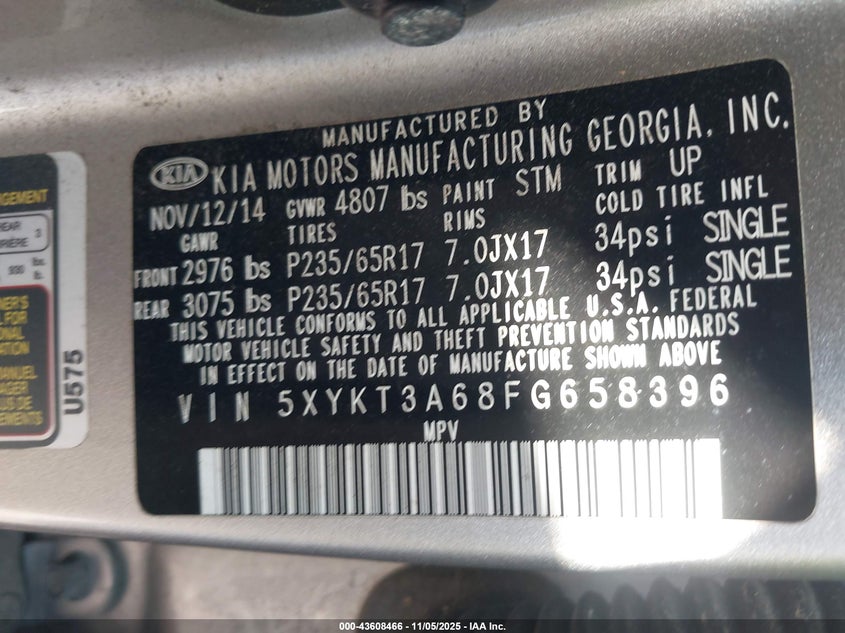 MANUFACTURED BY
KIA KIA MOTORS MANUFACTURING GEORGIA, INC.
NOV/12/14 GVWR 4807 lbs PAINT STM TRIM UP
GAWR TIRES RIMS COLD TIRE INFL
FRONT 2976 lbs P235/65R17 7.0JX17 34psi SINGLE
REAR 3075 lbs P235/65R17 7.0JX17 34psi SINGLE
THIS VEHICLE CONFORMS TO ALL APPLICABLE U.S.A. FEDERAL
MOTOR VEHICLE SAFETY AND THEFT PREVENTION STANDARDS
IN EFFECT ON THE DATE OF MANUFACTURE SHOWN ABOVE
VIN 5XYKT3A68FG658396
MPV
U575
000-43608466 - 11/05/2025 - IAA Inc.